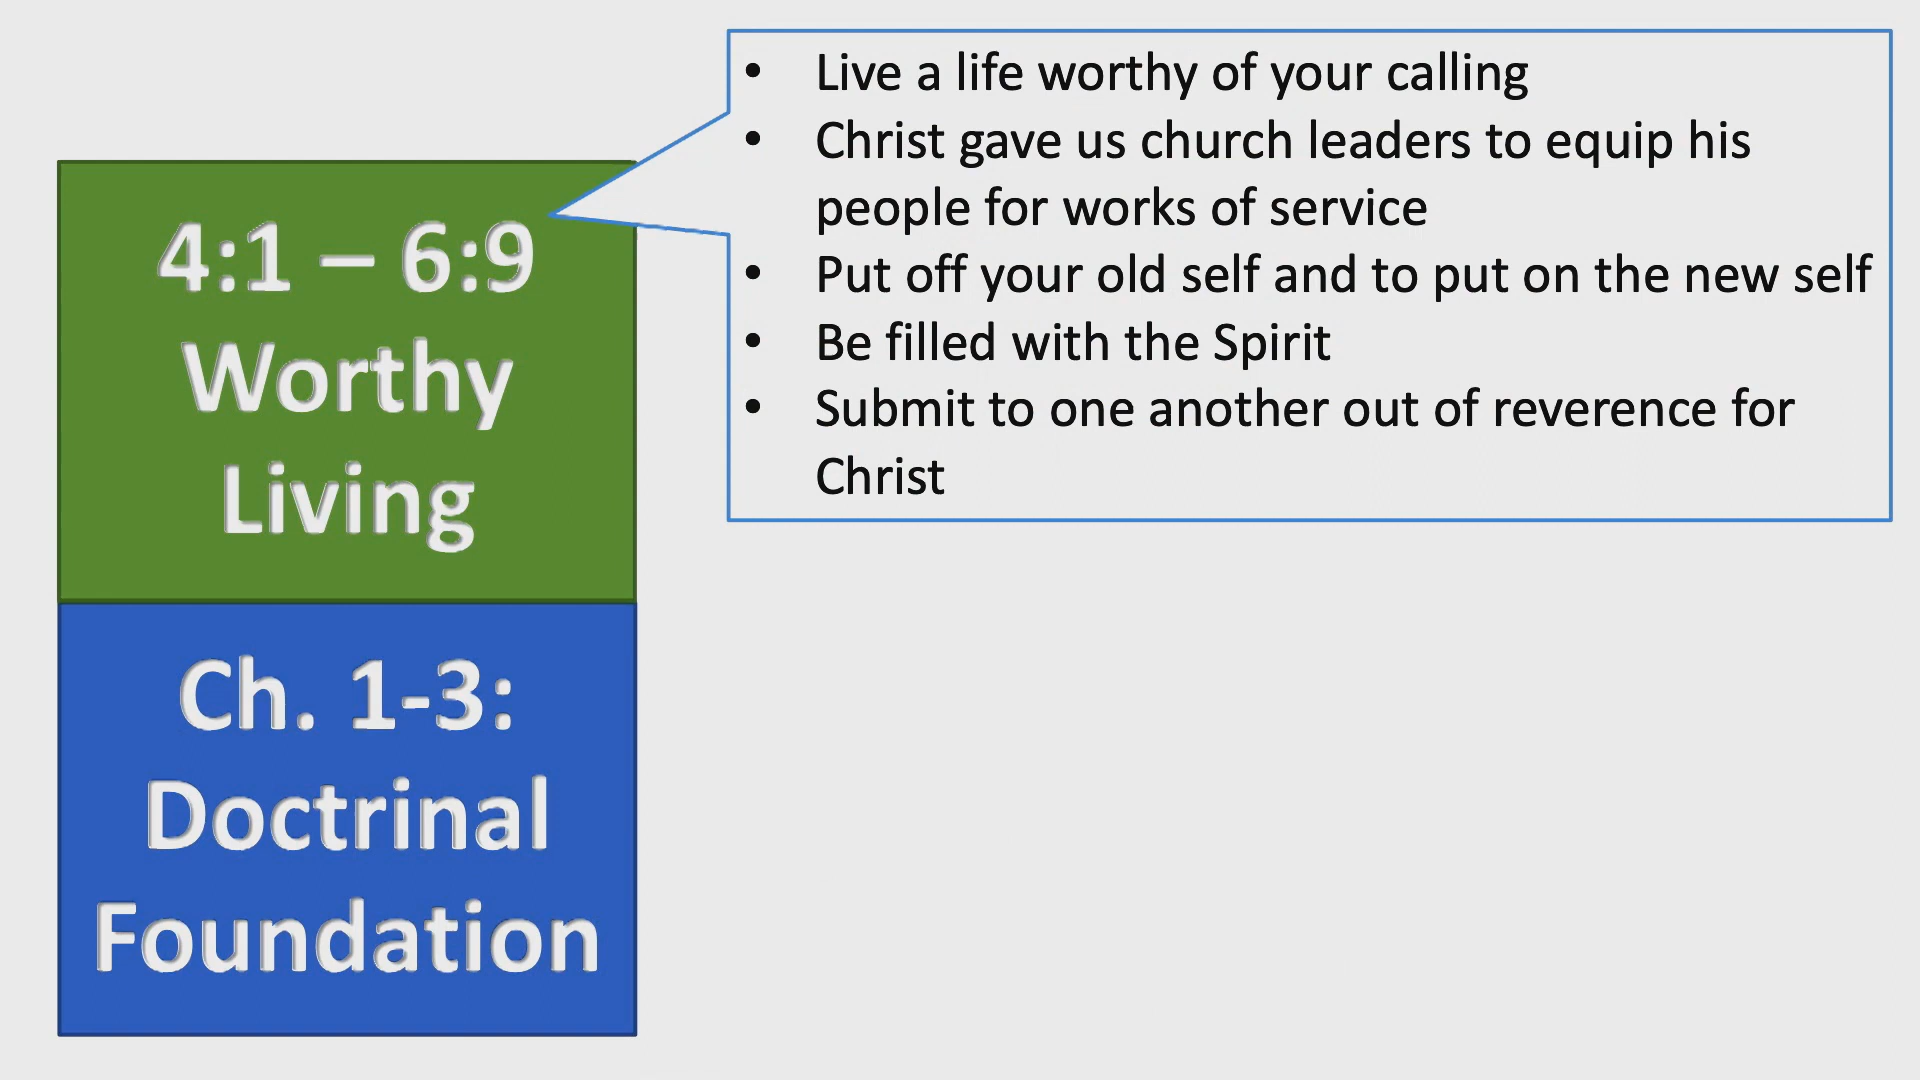 4:1 – 6:9
Worthy
Living
Ch. 1-3:
Doctrinal
Foundation
• Live a life worthy of your calling
• Christ gave us church leaders to equip his
people for works of service
• Put off your old self and to put on the new self
• Be filled with the Spirit
• Submit to one another out of reverence for
Christ